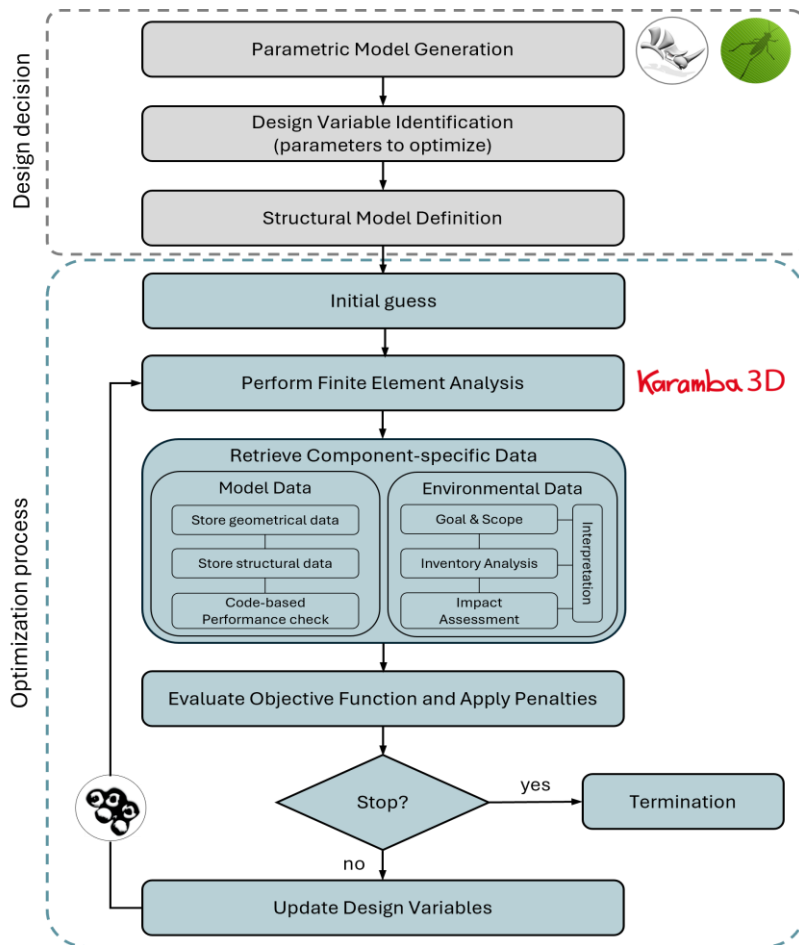 Design decision
Parametric Model Generation
Design Variable Identification
(parameters to optimize)
Structural Model Definition
Optimization process
Initial guess
Perform Finite Element Analysis
Karamba 3D
Retrieve Component-specific Data
Model Data
Store geometrical data
Store structural data
Code-based
Performance check
Environmental Data
Goal & Scope
Inventory Analysis
Impact
Assessment
Interpretation
Evaluate Objective Function and Apply Penalties
Stop?
yes
Termination
no
Update Design Variables